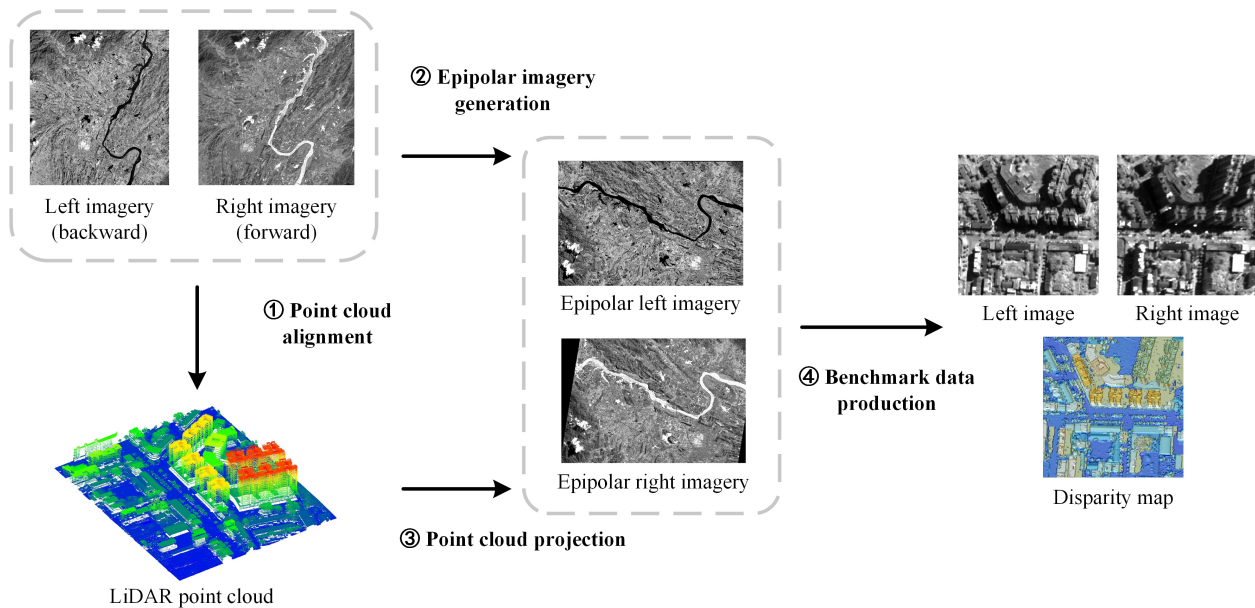 ② Epipolar imagery
generation
Left imagery
(backward)
Right imagery
(forward)
① Point cloud
alignment
Epipolar left imagery
Epipolar right imagery
③ Point cloud projection
LiDAR point cloud
④ Benchmark data
production
Left image
Right image
Disparity map